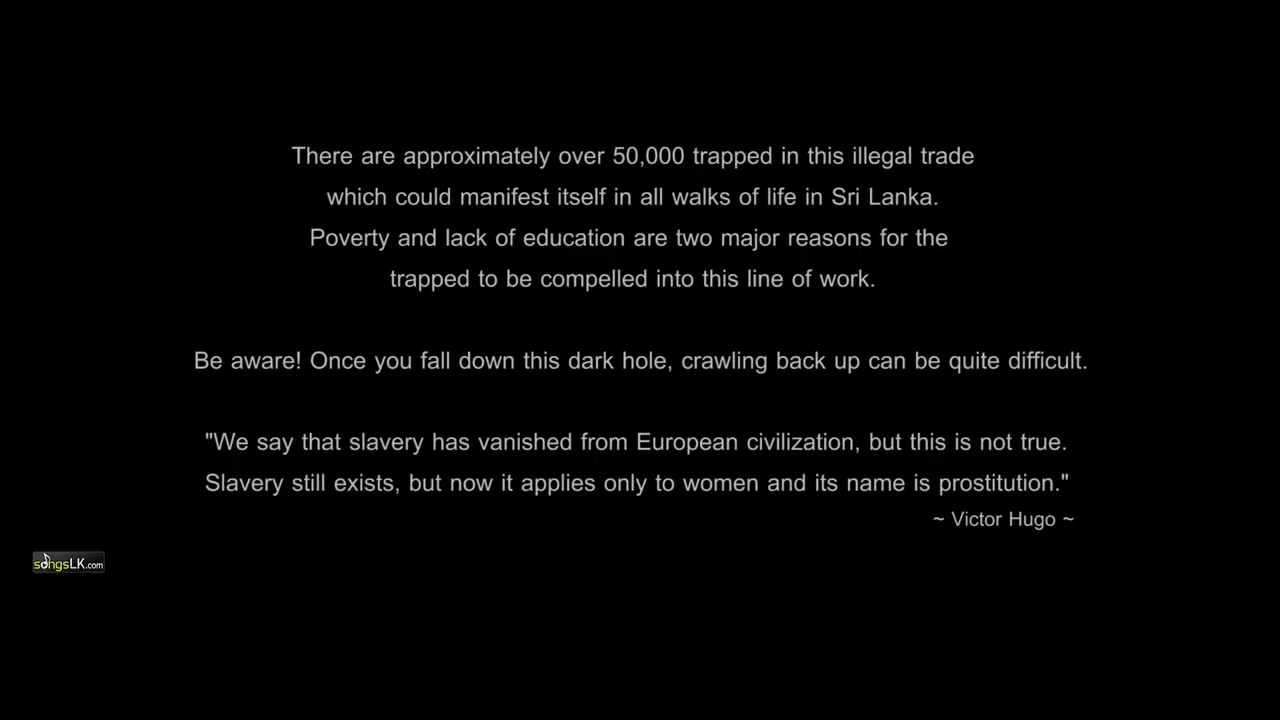 There are approximately over 50,000 trapped in this illegal trade
which could manifest itself in all walks of life in Sri Lanka.
Poverty and lack of education are two major reasons for the
trapped to be compelled into this line of work.
Be aware! Once you fall down this dark hole, crawling back up can be quite difficult.
"We say that slavery has vanished from European civilization, but this is not true.
Slavery still exists, but now it applies only to women and its name is prostitution."
~ Victor Hugo ~
songsLK.com